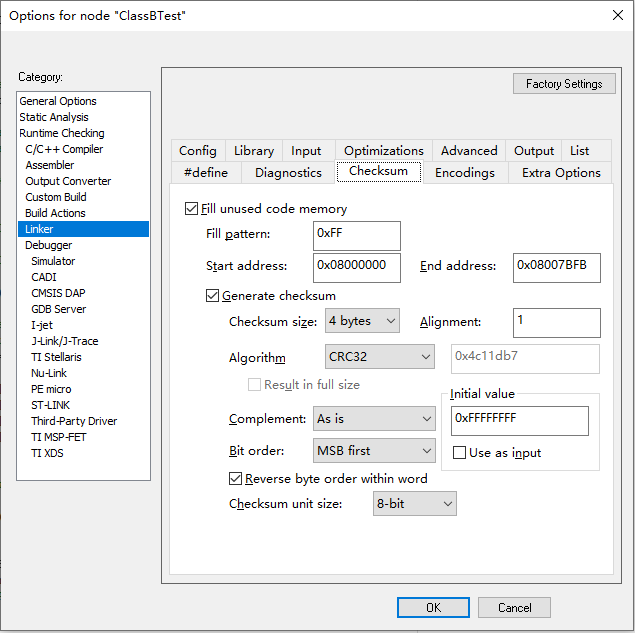 Options for node "ClassBTest"
Category:
Factory Settings
General Options
Static Analysis
Runtime Checking
C/C++ Compiler
Assembler
Output Converter
Custom Build
Build Actions
Linker
Debugger
Simulator
CADI
CMSIS DAP
GDB Server
I-jet
J-Link/J-Trace
TI Stellaris
Nu-Link
PE micro
ST-LINK
Third-Party Driver
TI MSP-FET
TI XDS
Config Library Input Optimizations Advanced Output List
#define Diagnostics Checksum Encodings Extra Options
Fill unused code memory
Fill pattern: 0xFF
Start address: 0x08000000 End address: 0x08007BFB
Generate checksum
Checksum size: 4 bytes Alignment: 1
Algorithm CRC32 0x4c11db7
Result in full size
Initial value
Complement: As is 0xFFFFFFFF
Bit order: MSB first Use as input
Reverse byte order within word
Checksum unit size: 8-bit
OK Cancel